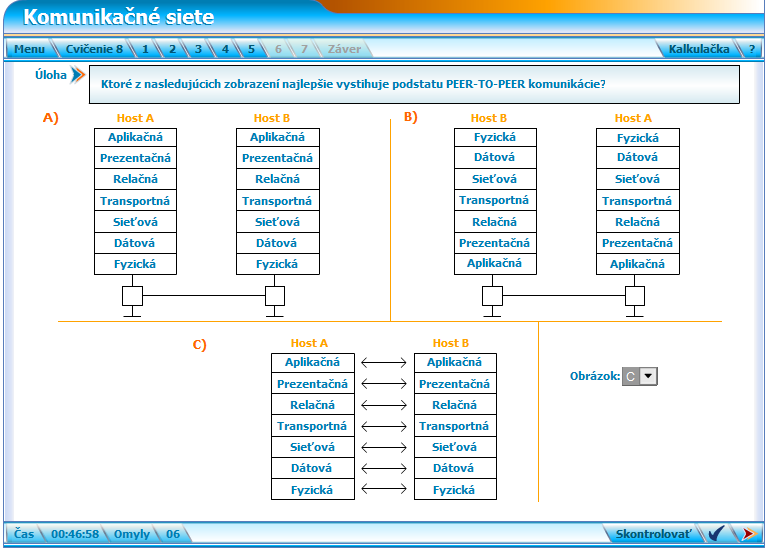 Komunikačné siete
Menu Cvičenie 8 1 2 3 4 5 6 7 Záver Kalkulačka ?
Úloha
Ktoré z nasledujúcich zobrazení najlepšie vystihuje podstatu PEER-TO-PEER komunikácie?
A)
Host A Host B
Aplikačná Aplikačná
Prezentačná Prezentačná
Relačná Relačná
Transportná Transportná
Sieťová Sieťová
Dátová Dátová
Fyzická Fyzická
B)
Host B Host A
Fyzická Fyzická
Dátová Dátová
Sieťová Sieťová
Transportná Transportná
Relačná Relačná
Prezentačná Prezentačná
Aplikačná Aplikačná
C)
Host A Host B
Aplikačná Aplikačná
Prezentačná Prezentačná
Relačná Relačná
Transportná Transportná
Sieťová Sieťová
Dátová Dátová
Fyzická Fyzická
Obrázok: C
Čas 00:46:58 Omyly 06 Skontrolovať